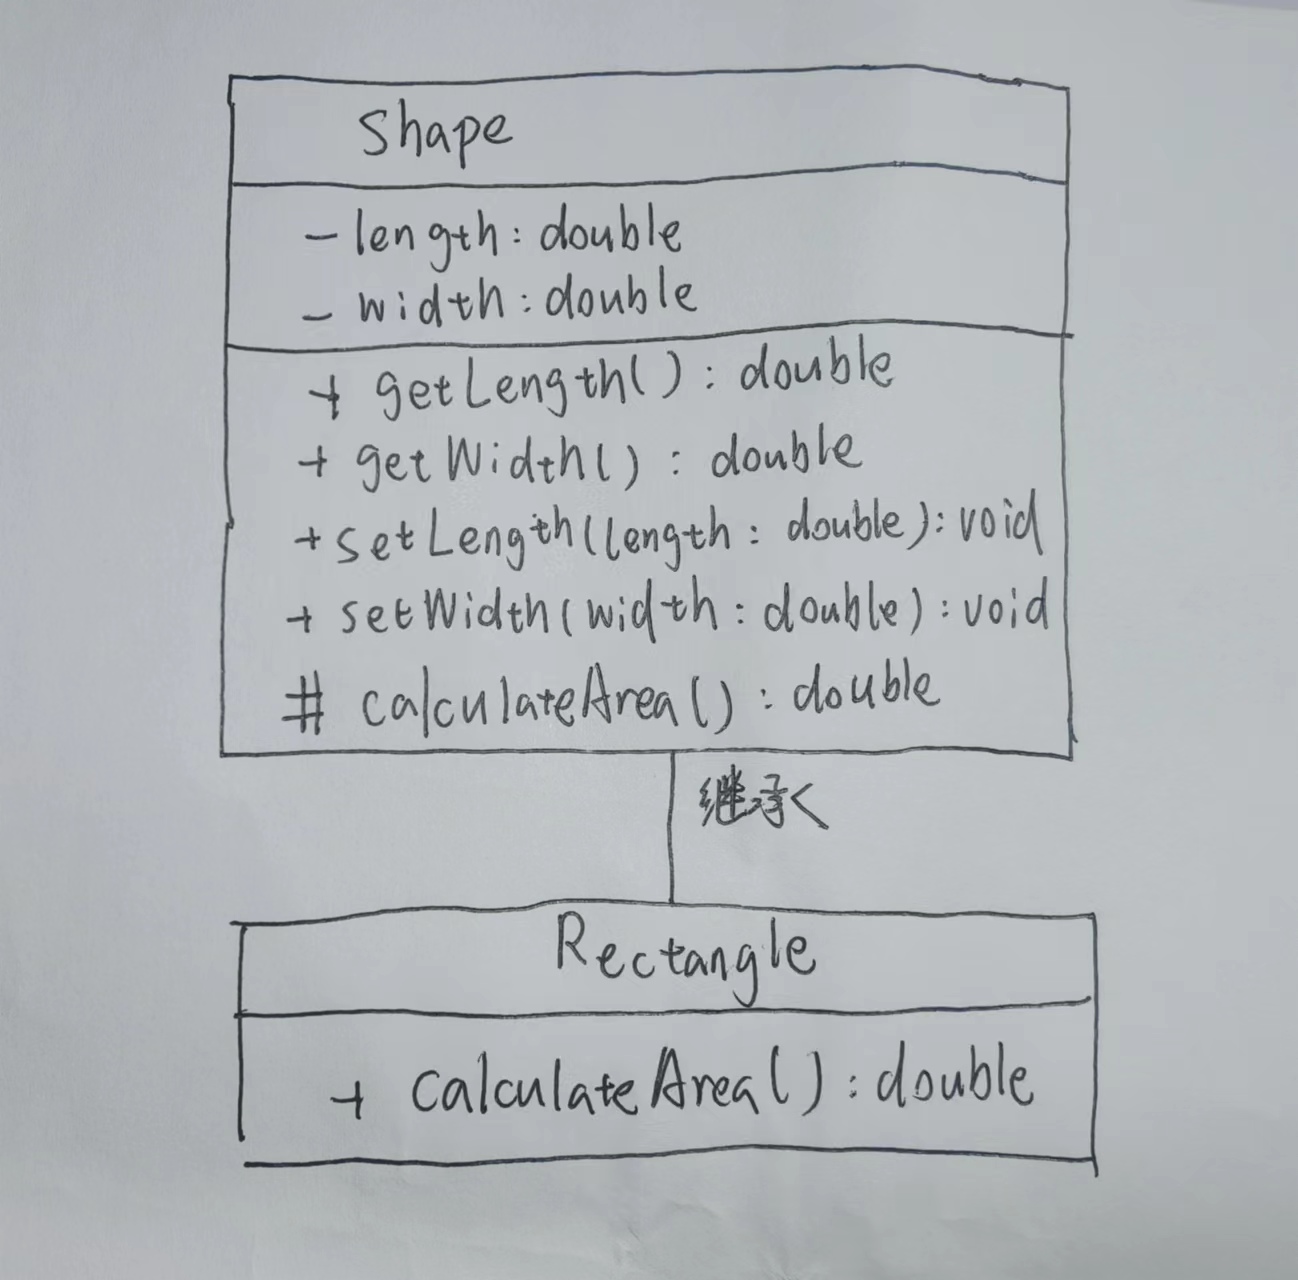 Shape
- length: double
- width: double
+ getLength(): double
+ getWidth(): double
+ setLength(length: double): void
+ setWidth(width: double): void
# calculateArea(): double
继承
Rectangle
+ calculateArea(): double